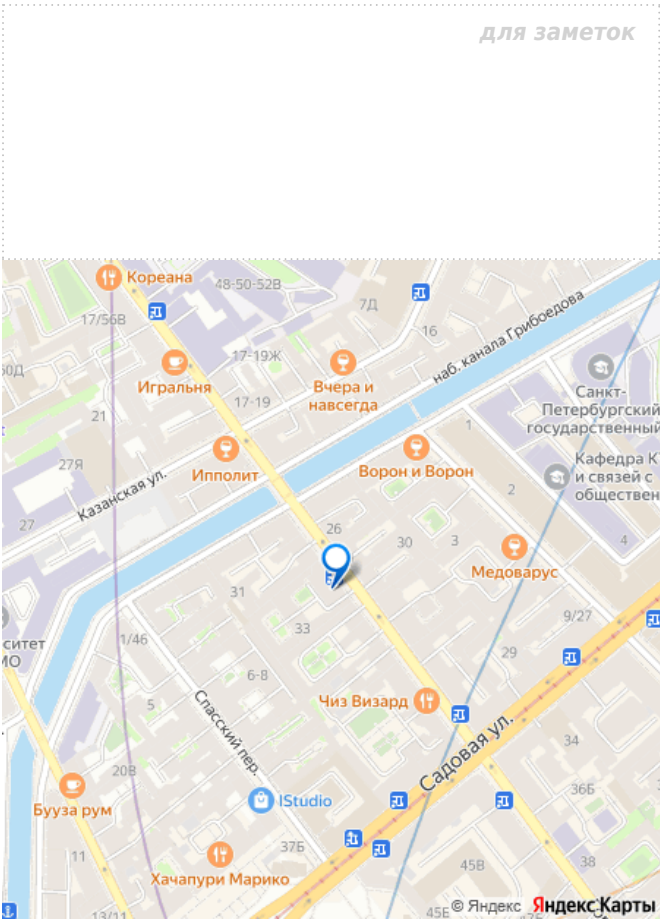 для заметок
Кореана
48-50-52В
17/56В
7Д
16
наб. канала Грибоедова
50Д
17-19Ж
Игральня
Вчера и
навсегда
Санкт-
Петербургский
государственный
17-19
21
1
27Я
Ипполит
Ворон и Ворон
Кафедра К
и связей с
обществен
Казанская ул.
2
27
26
30
3
4
Медоварус
31
9/27
33
1/46
ситет
МО
29
6-8
5
Чиз Визард
Спасский пер.
Садовая ул.
34
20В
IStudio
36Б
Бууза рум
37Б
11
Хачапури Марико
45В
38
13/11
45Е
© Яндекс Яндекс Карты